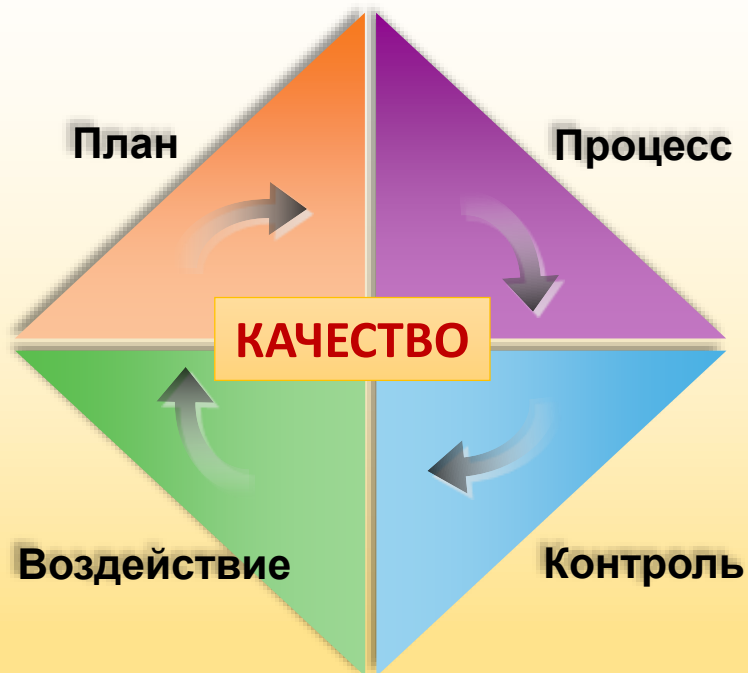 План
Процесс
КАЧЕСТВО
Воздействие
Контроль